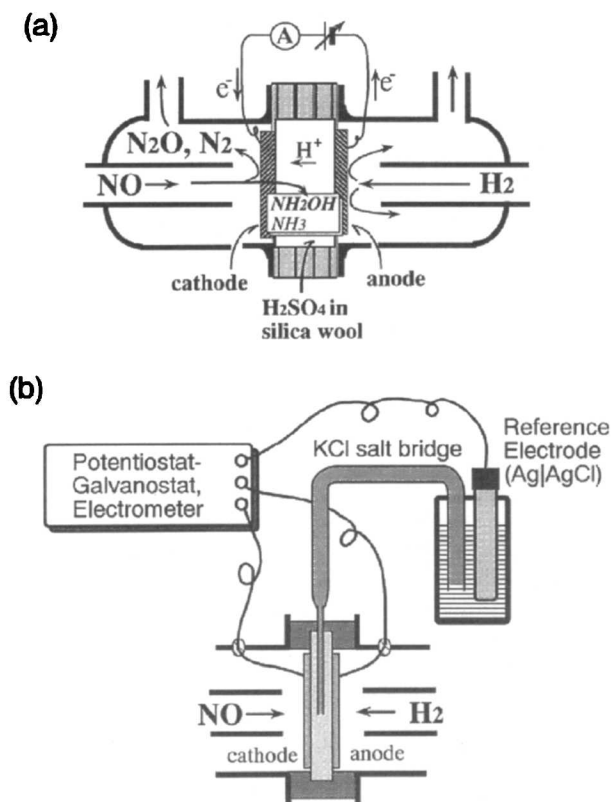 (a)
A
e⁻
e⁻
N2O, N2
H⁺
NO
H2
NH2OH
NH3
cathode
anode
H2SO4 in
silica wool
(b)
Potentiostat-
Galvanostat,
Electrometer
KCl salt bridge
Reference
Electrode
(Ag|AgCl)
NO
H2
cathode
anode